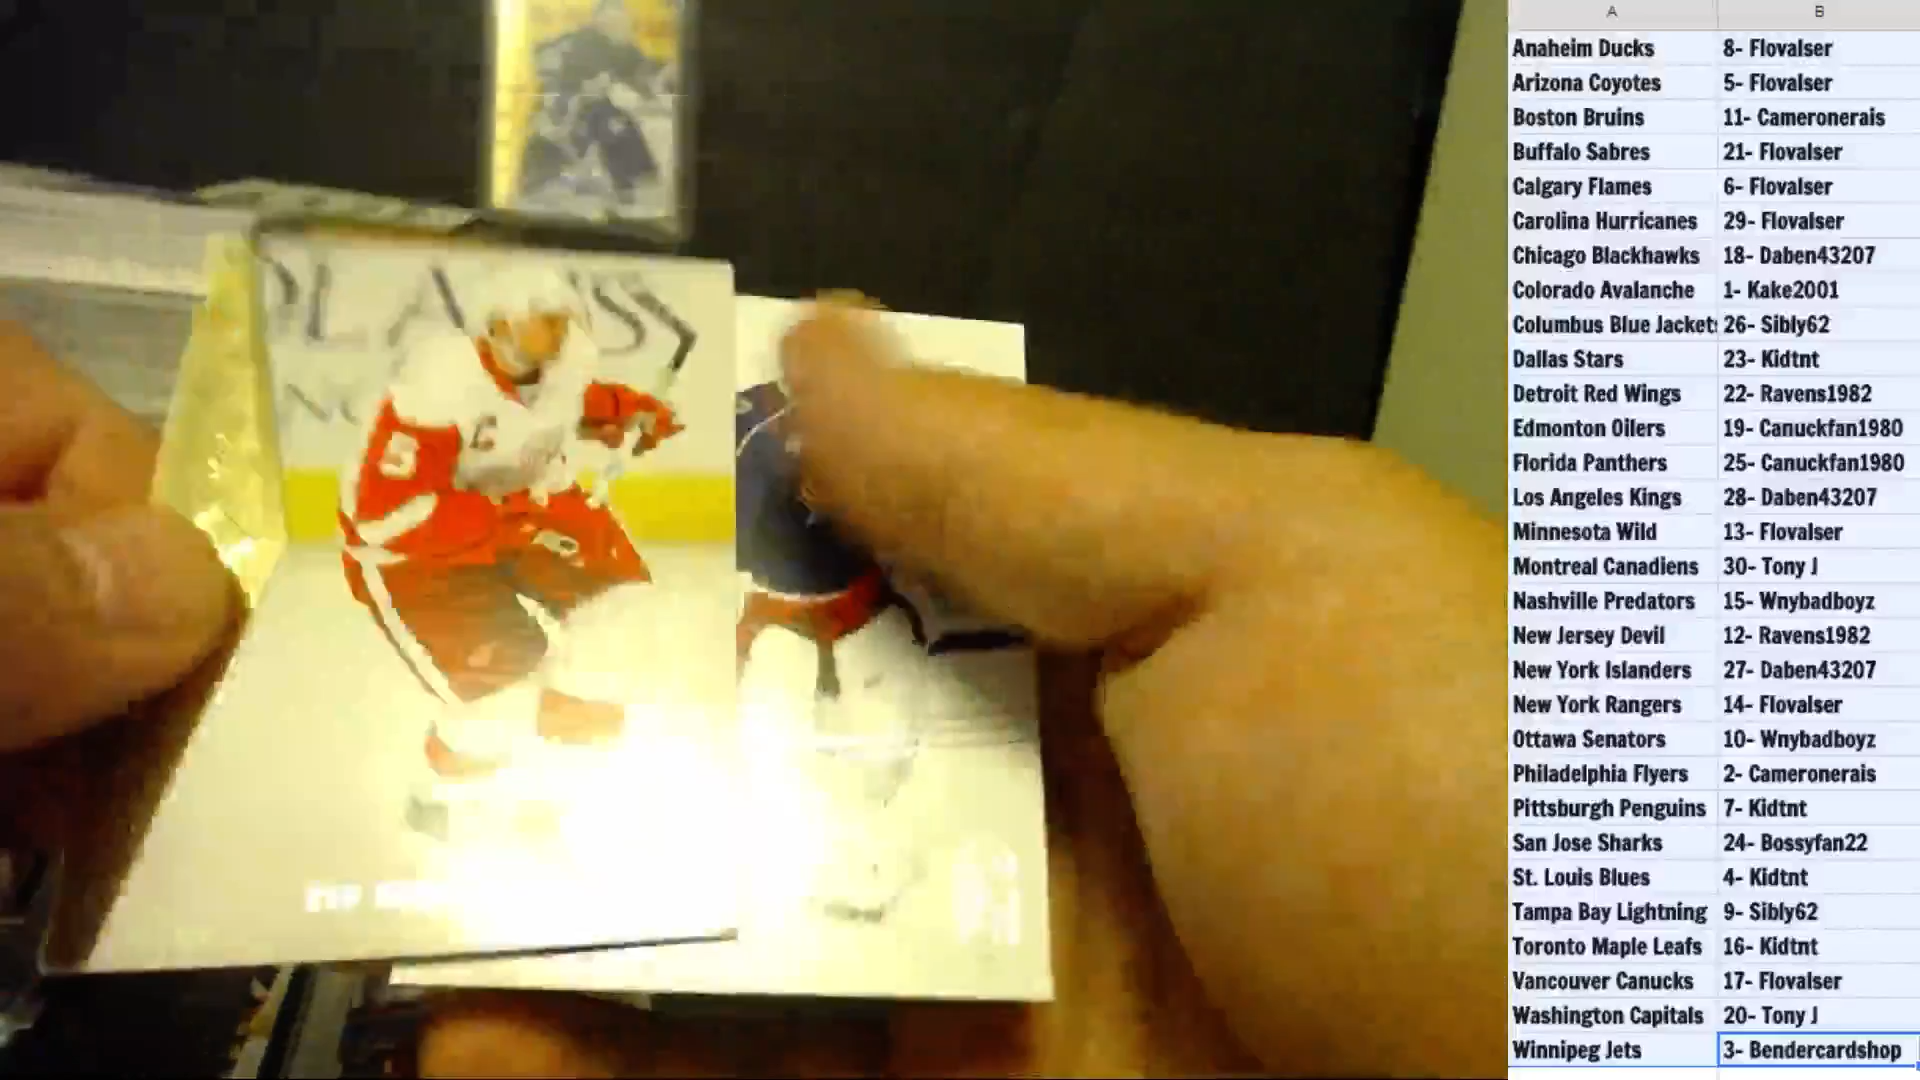 A B
Anaheim Ducks 8- Flovalser
Arizona Coyotes 5- Flovalser
Boston Bruins 11- Cameronerais
Buffalo Sabres 21- Flovalser
Calgary Flames 6- Flovalser
Carolina Hurricanes 29- Flovalser
Chicago Blackhawks 18- Daben43207
Colorado Avalanche 1- Kake2001
Columbus Blue Jackets 26- Sibly62
Dallas Stars 23- Kidtnt
Detroit Red Wings 22- Ravens1982
Edmonton Oilers 19- Canuckfan1980
Florida Panthers 25- Canuckfan1980
Los Angeles Kings 28- Daben43207
Minnesota Wild 13- Flovalser
Montreal Canadiens 30- Tony J
Nashville Predators 15- Wnybadboyz
New Jersey Devil 12- Ravens1982
New York Islanders 27- Daben43207
New York Rangers 14- Flovalser
Ottawa Senators 10- Wnybadboyz
Philadelphia Flyers 2- Cameronerais
Pittsburgh Penguins 7- Kidtnt
San Jose Sharks 24- Bossyfan22
St. Louis Blues 4- Kidtnt
Tampa Bay Lightning 9- Sibly62
Toronto Maple Leafs 16- Kidtnt
Vancouver Canucks 17- Flovalser
Washington Capitals 20- Tony J
Winnipeg Jets 3- Bendercardshop